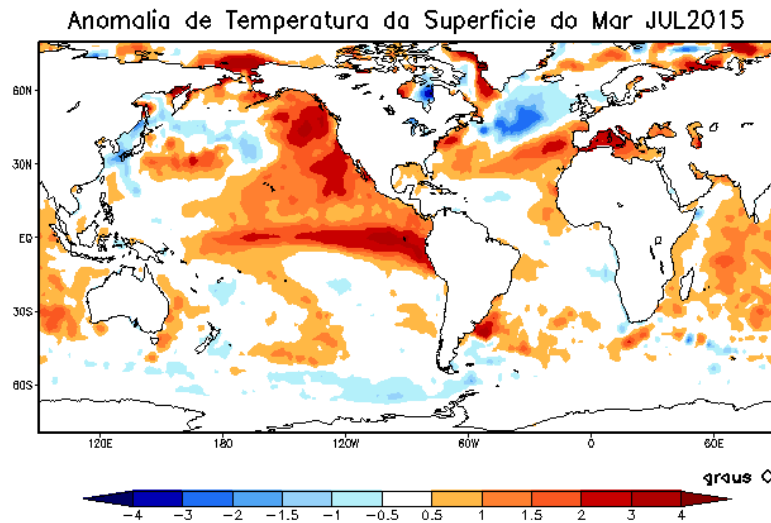 Anomalia de Temperatura da Superfície do Mar JUL2015
60N
30N
EQ
30S
60S
120E 180 120W 60W 0 60E
graus C
-4 -3 -2 -1.5 -1 -0.5 0.5 1 1.5 2 3 4